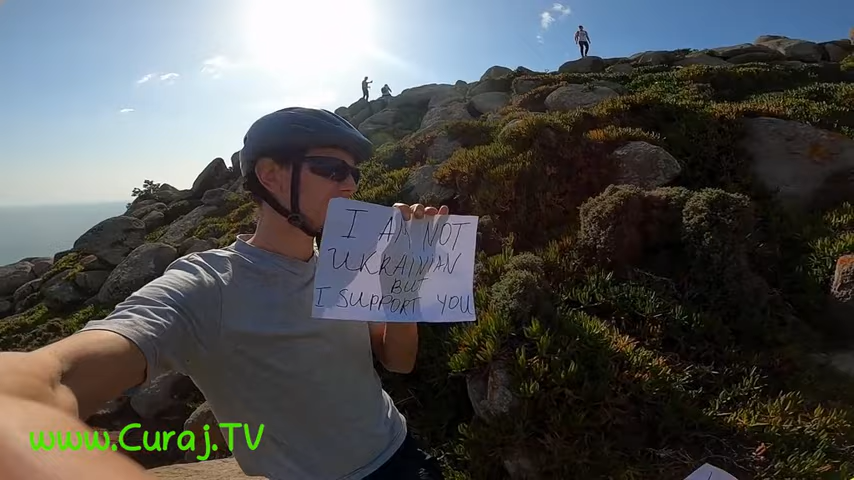 I AM NOT
UKRAINIAN
BUT
I SUPPORT YOU
www.Curaj.TV